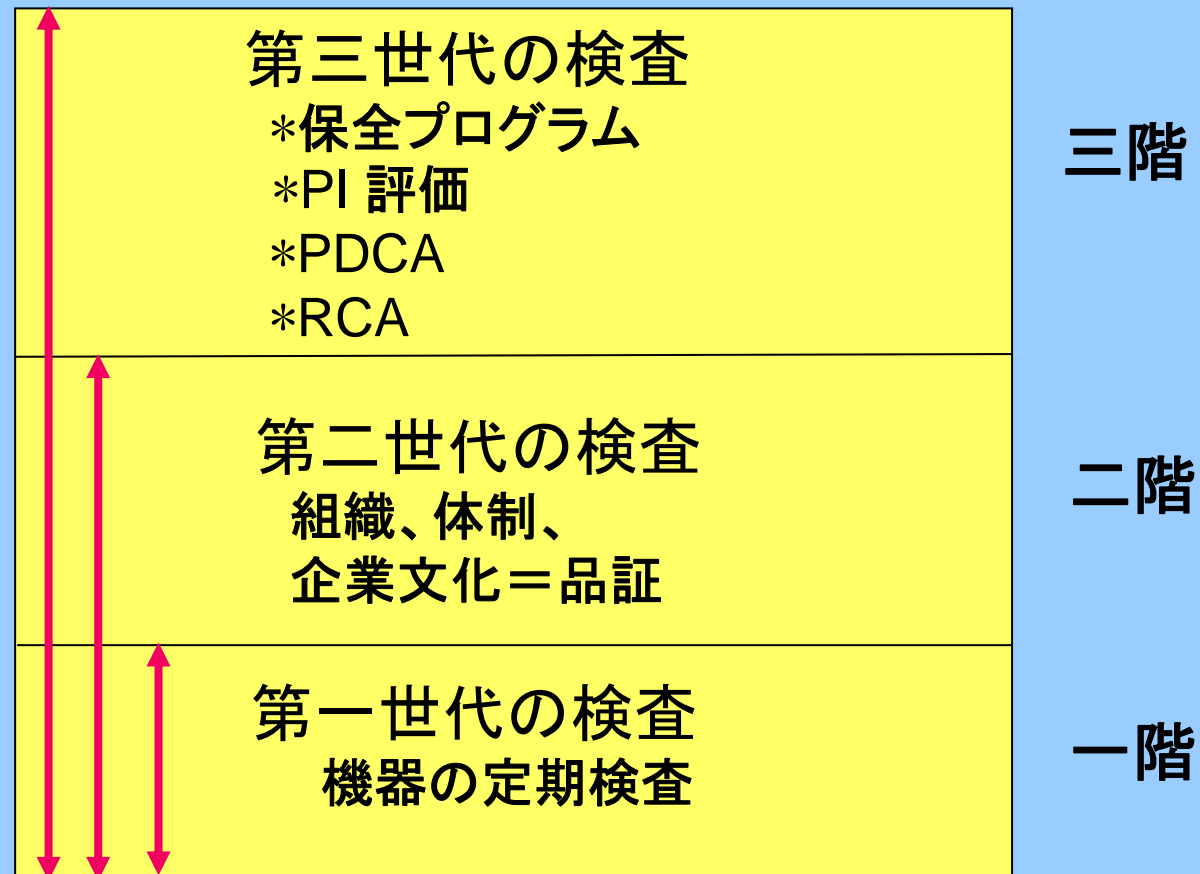 第三世代の検査
*保全プログラム
*PI 評価
*PDCA
*RCA
三階
第二世代の検査
組織、体制、
企業文化＝品証
二階
第一世代の検査
機器の定期検査
一階